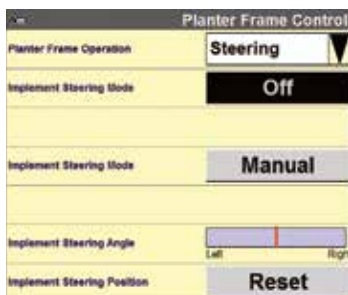 Planter Frame Control
Planter Frame Operation Steering
Implement Steering Mode Off
Implement Steering Mode Manual
Implement Steering Angle
Left Right
Implement Steering Position Reset